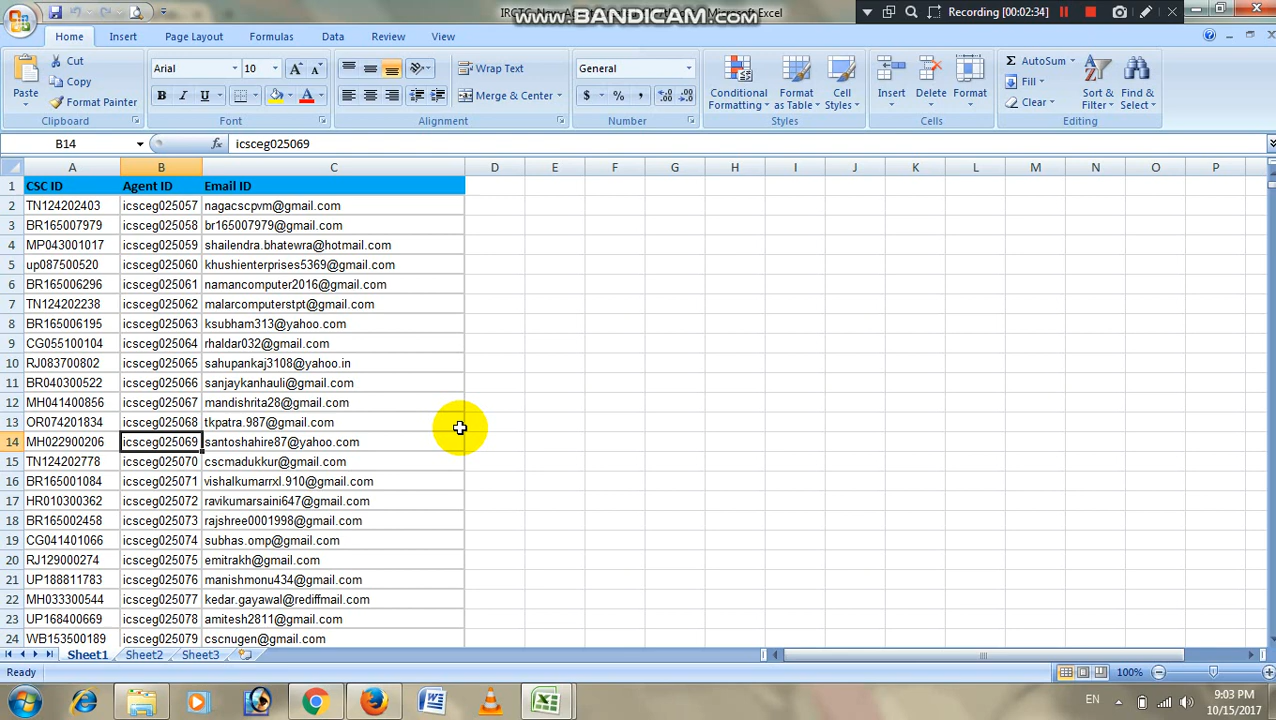 www.BANDICAM.com
Microsoft Excel
Recording [00:02:34]
Home Insert Page Layout Formulas Data Review View
Paste
Cut
Copy
Format Painter
Clipboard
Arial 10
B I U
Font
Wrap Text
Merge & Center
Alignment
General
$ % ,
Number
Conditional Formatting
Format as Table
Cell Styles
Styles
Insert
Delete
Format
Cells
AutoSum
Fill
Clear
Sort & Filter
Find & Select
Editing
B14 fx icsceg025069
A B C D E F G H I J K L M N O P
1 CSC ID Agent ID Email ID
2 TN124202403 icsceg025057 nagacscpvm@gmail.com
3 BR165007979 icsceg025058 br165007979@gmail.com
4 MP043001017 icsceg025059 shailendra.bhatewra@hotmail.com
5 up087500520 icsceg025060 khushienterprises5369@gmail.com
6 BR165006296 icsceg025061 namancomputer2016@gmail.com
7 TN124202238 icsceg025062 malarcomputerstpt@gmail.com
8 BR165006195 icsceg025063 ksubham313@yahoo.com
9 CG055100104 icsceg025064 rhaldar032@gmail.com
10 RJ083700802 icsceg025065 sahupankaj3108@yahoo.in
11 BR040300522 icsceg025066 sanjaykanhauli@gmail.com
12 MH041400856 icsceg025067 mandishrita28@gmail.com
13 OR074201834 icsceg025068 tkpatra.987@gmail.com
14 MH022900206 icsceg025069 santoshahire87@yahoo.com
15 TN124202778 icsceg025070 cscmadukkur@gmail.com
16 BR165001084 icsceg025071 vishalkumarrxl.910@gmail.com
17 HR010300362 icsceg025072 ravikumarsaini647@gmail.com
18 BR165002458 icsceg025073 rajshree0001998@gmail.com
19 CG041401066 icsceg025074 subhas.omp@gmail.com
20 RJ129000274 icsceg025075 emitrakh@gmail.com
21 UP188811783 icsceg025076 manishmonu434@gmail.com
22 MH033300544 icsceg025077 kedar.gayawal@rediffmail.com
23 UP168400669 icsceg025078 amitesh2811@gmail.com
24 WB153500189 icsceg025079 cscnugen@gmail.com
Sheet1 Sheet2 Sheet3
Ready 100%
EN 9:03 PM
10/15/2017